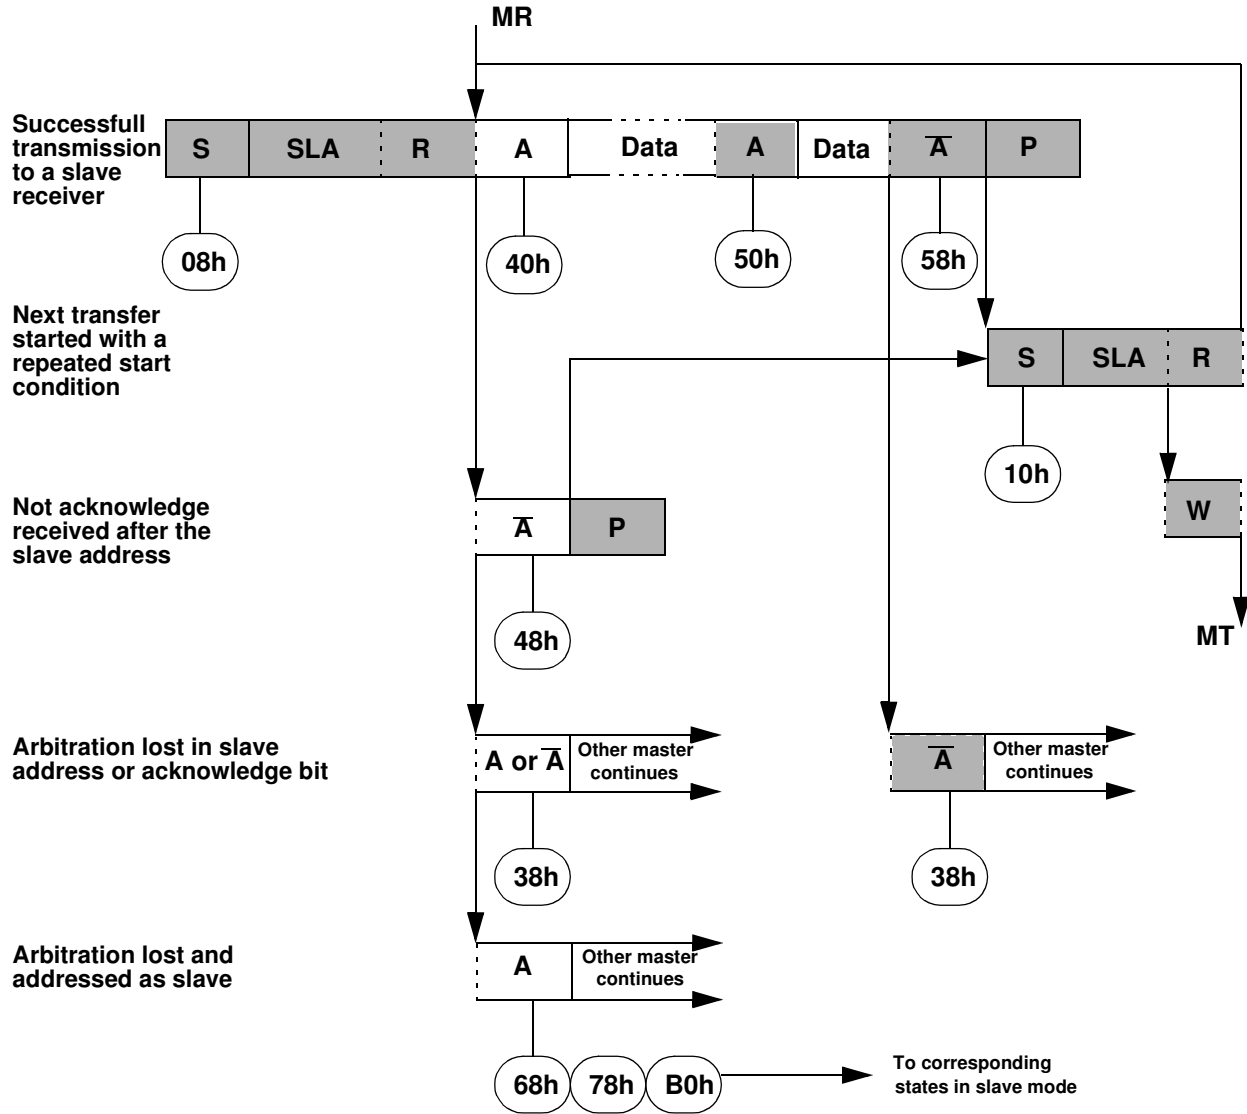 MR
Successfull
transmission
to a slave
receiver
S SLA R A Data A Data A̅ P
08h 40h 50h 58h
Next transfer
started with a
repeated start
condition
S SLA R
10h
Not acknowledge
received after the
slave address
A̅ P
W
48h
MT
Arbitration lost in slave
address or acknowledge bit
A or A̅ Other master
continues
A̅ Other master
continues
38h 38h
Arbitration lost and
addressed as slave
A Other master
continues
68h 78h B0h
To corresponding
states in slave mode